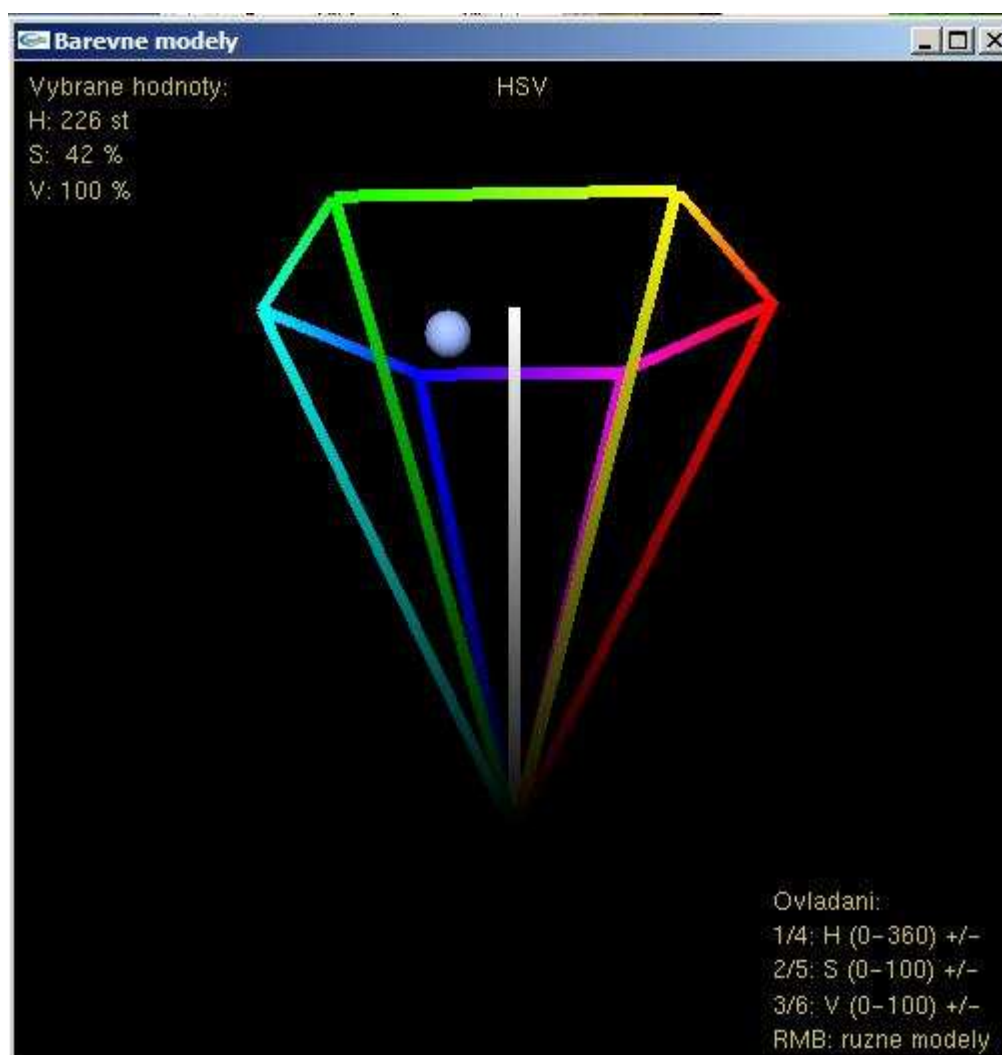 Barevne modely
Vybrane hodnoty:
HSV
H: 226 st
S: 42 %
V: 100 %
Ovladani:
1/4: H (0-360) +/-
2/5: S (0-100) +/-
3/6: V (0-100) +/-
RMB: ruzne modely